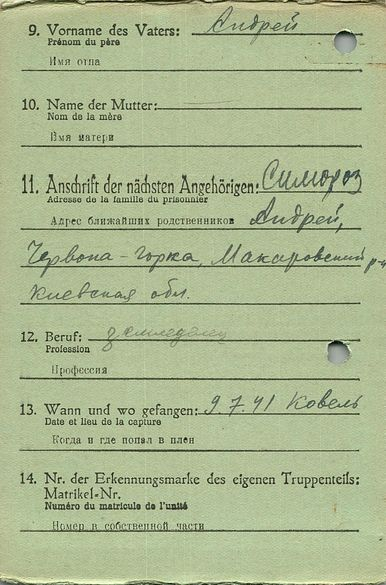 9. Vorname des Vaters: Андрей
Prénom du père
Имя отца
10. Name der Mutter:
Nom de la mère
Имя матери
11. Anschrift der nächsten Angehörigen: Симороз
Adresse de la famille du prisonnier
Адрес ближайших родственников Андрей,
Червона-горка, Макаровский р-н
Киевская обл.
12. Beruf: земледелец
Profession
Профессия
13. Wann und wo gefangen: 9.7.41 Ковель
Date et lieu de la capture
Когда и где попал в плен
14. Nr. der Erkennungsmarke des eigenen Truppenteils:
Matrikel-Nr.
Numéro du matricule de l'unité
Номер в собственной части